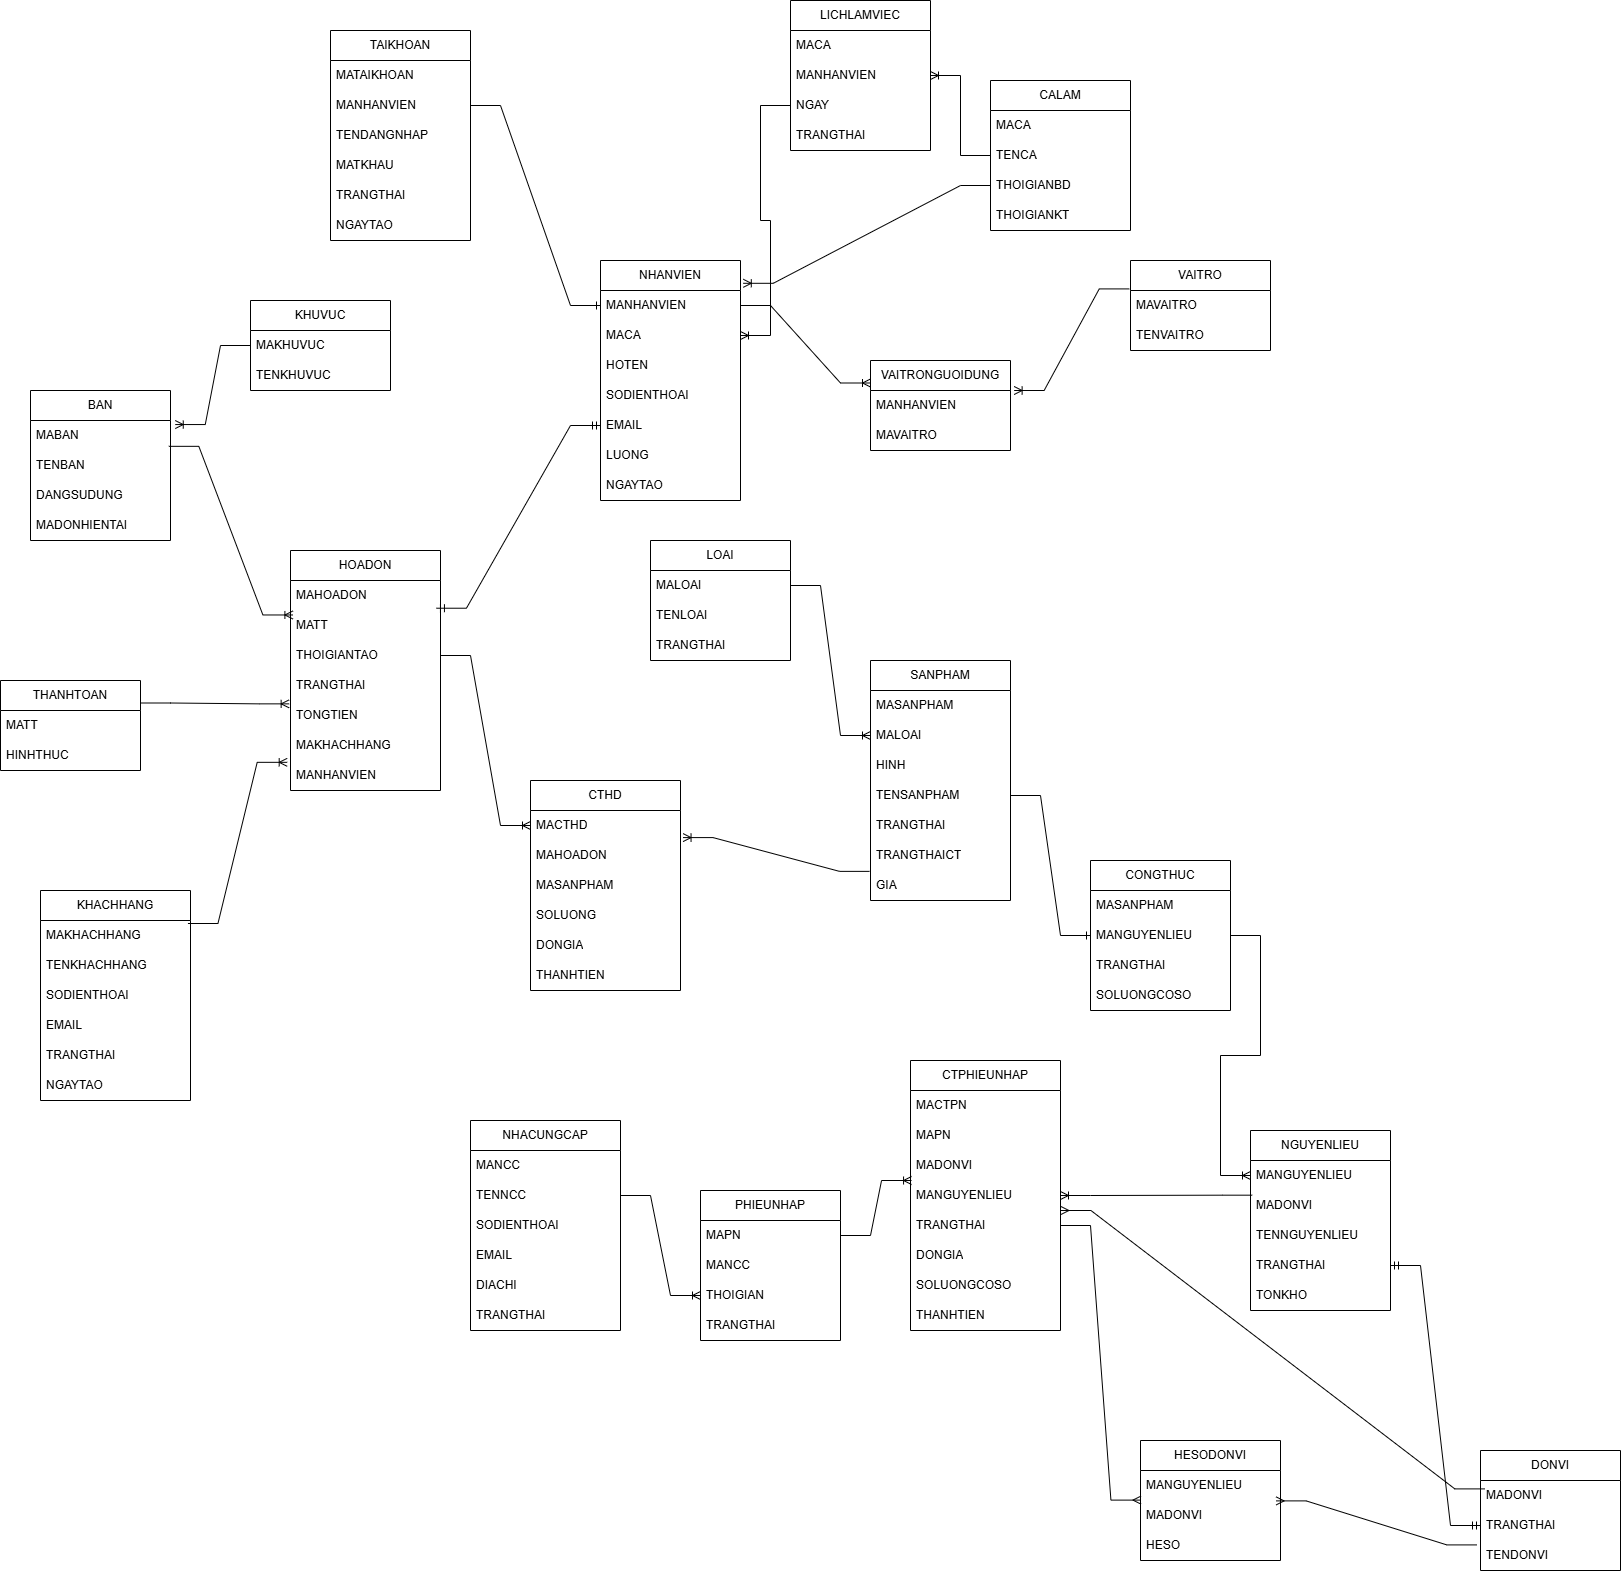 LICHLAMVIEC
MACA
MANHANVIEN
NGAY
TRANGTHAI
TAIKHOAN
MATAIKHOAN
MANHANVIEN
TENDANGNHAP
MATKHAU
TRANGTHAI
NGAYTAO
CALAM
MACA
TENCA
THOIGIANBD
THOIGIANKT
NHANVIEN
MANHANVIEN
MACA
HOTEN
SODIENTHOAI
EMAIL
LUONG
NGAYTAO
VAITRO
MAVAITRO
TENVAITRO
KHUVUC
MAKHUVUC
TENKHUVUC
VAITRONGUOIDUNG
MANHANVIEN
MAVAITRO
BAN
MABAN
TENBAN
DANGSUDUNG
MADONHIENTAI
HOADON
MAHOADON
MATT
THOIGIANTAO
TRANGTHAI
TONGTIEN
MAKHACHHANG
MANHANVIEN
LOAI
MALOAI
TENLOAI
TRANGTHAI
SANPHAM
MASANPHAM
MALOAI
HINH
TENSANPHAM
TRANGTHAI
TRANGTHAICT
GIA
THANHTOAN
MATT
HINHTHUC
CTHD
MACTHD
MAHOADON
MASANPHAM
SOLUONG
DONGIA
THANHTIEN
CONGTHUC
MASANPHAM
MANGUYENLIEU
TRANGTHAI
SOLUONGCOSO
KHACHHANG
MAKHACHHANG
TENKHACHHANG
SODIENTHOAI
EMAIL
TRANGTHAI
NGAYTAO
CTPHIEUNHAP
MACTPN
MAPN
MADONVI
MANGUYENLIEU
TRANGTHAI
DONGIA
SOLUONGCOSO
THANHTIEN
NHACUNGCAP
MANCC
TENNCC
SODIENTHOAI
EMAIL
DIACHI
TRANGTHAI
NGUYENLIEU
MANGUYENLIEU
MADONVI
TENNGUYENLIEU
TRANGTHAI
TONKHO
PHIEUNHAP
MAPN
MANCC
THOIGIAN
TRANGTHAI
HESODONVI
MANGUYENLIEU
MADONVI
HESO
DONVI
MADONVI
TRANGTHAI
TENDONVI